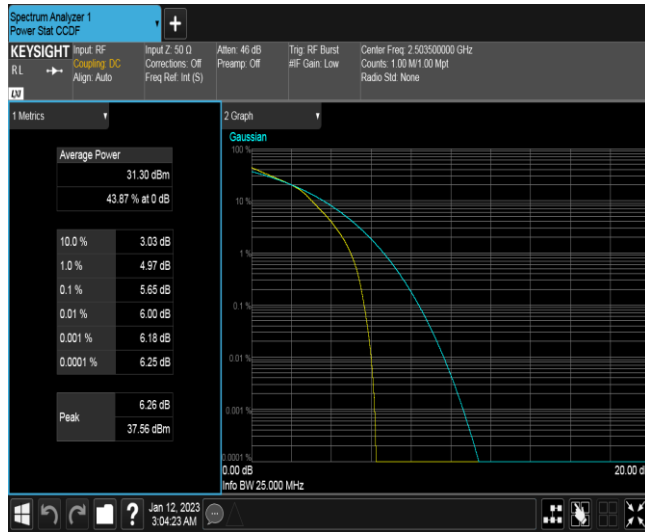 Spectrum Analyzer 1
Power Stat CCDF
+
KEYSIGHT
RL
LXI
Input: RF
Coupling: DC
Align: Auto
Input Z: 50 Ω
Corrections: Off
Freq Ref: Int (S)
Atten: 46 dB
Preamp: Off
Trig: RF Burst
#IF Gain: Low
Center Freq: 2.503500000 GHz
Counts: 1.00 M/1.00 Mpt
Radio Std: None
1 Metrics
Average Power
31.30 dBm
43.87 % at 0 dB
10.0 % 3.03 dB
1.0 % 4.97 dB
0.1 % 5.65 dB
0.01 % 6.00 dB
0.001 % 6.18 dB
0.0001 % 6.25 dB
Peak
6.26 dB
37.56 dBm
2 Graph
Gaussian
100 %
10 %
1 %
0.1 %
0.01 %
0.001 %
0.0001 %
0.00 dB 20.00 d
Info BW 25.000 MHz
?
Jan 12, 2023
3:04:23 AM